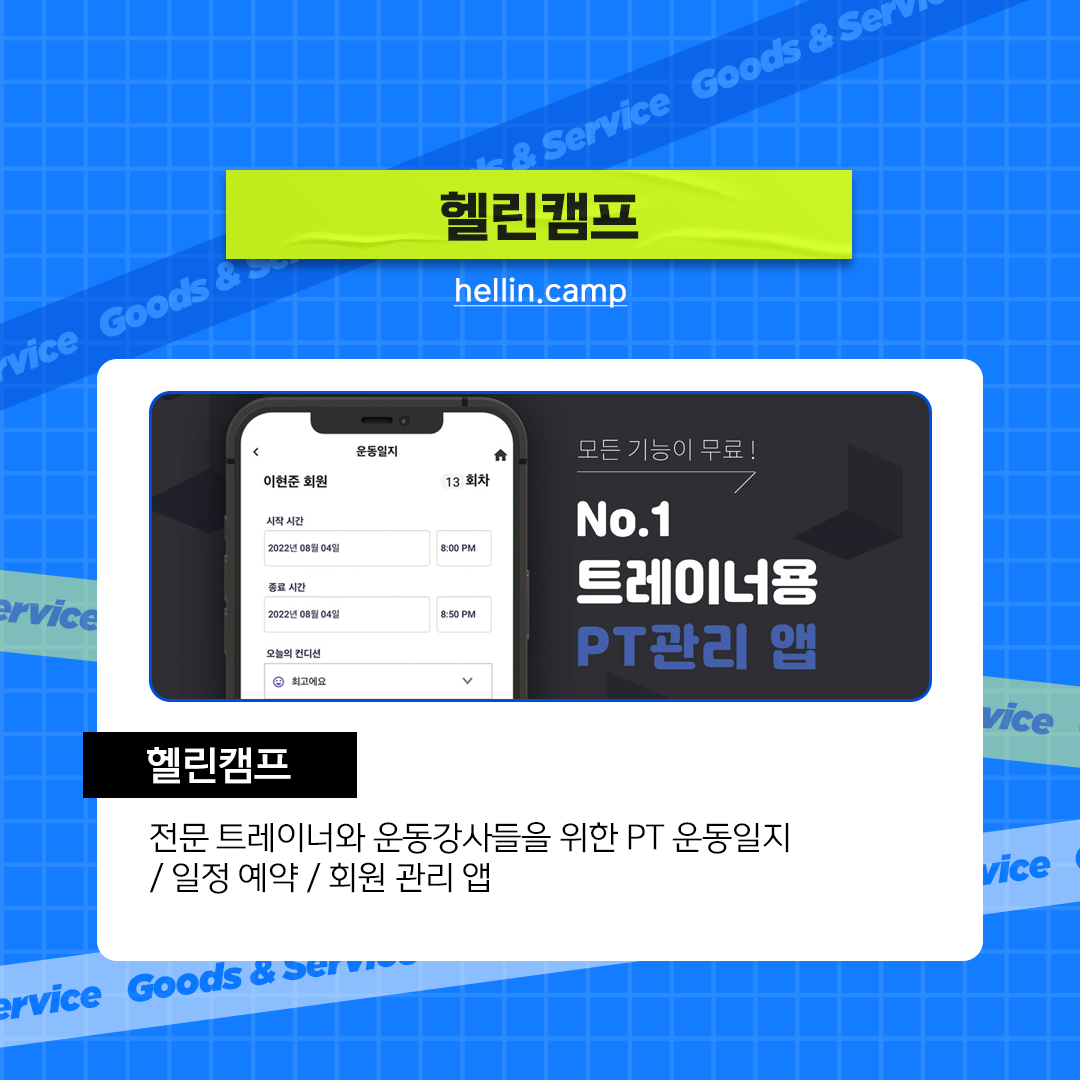 Goods & Service
Goods & Service
헬린캠프
hellin.camp
모든 기능이 무료 !
No.1
트레이너용
PT관리 앱
운동일지
이현준 회원
13 회차
시작 시간
2022년 08월 04일
8:00 PM
종료 시간
2022년 08월 04일
8:50 PM
오늘의 컨디션
최고에요
헬린캠프
전문 트레이너와 운동강사들을 위한 PT 운동일지
/ 일정 예약 / 회원 관리 앱
Goods & Service